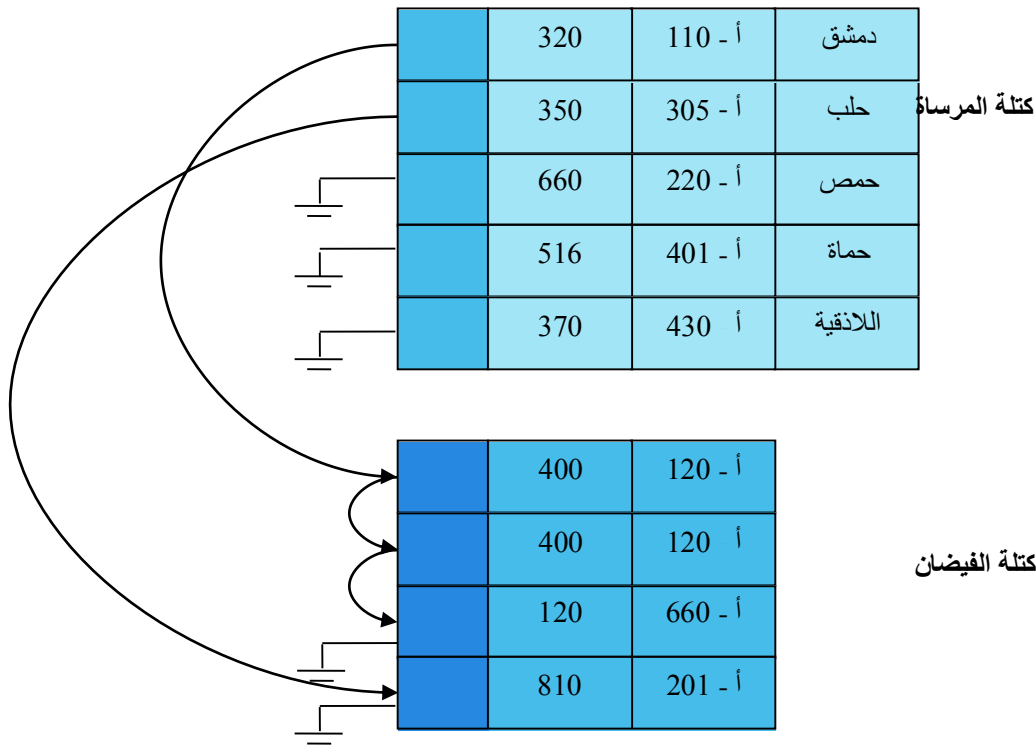 دمشق أ - 110 320
كتلة المرساة
حلب أ - 305 350
حمص أ - 220 660
حماة أ - 401 516
اللاذقية أ 430 370
أ - 120 400
أ 120 400
كتلة الفيضان
أ - 660 120
أ - 201 810